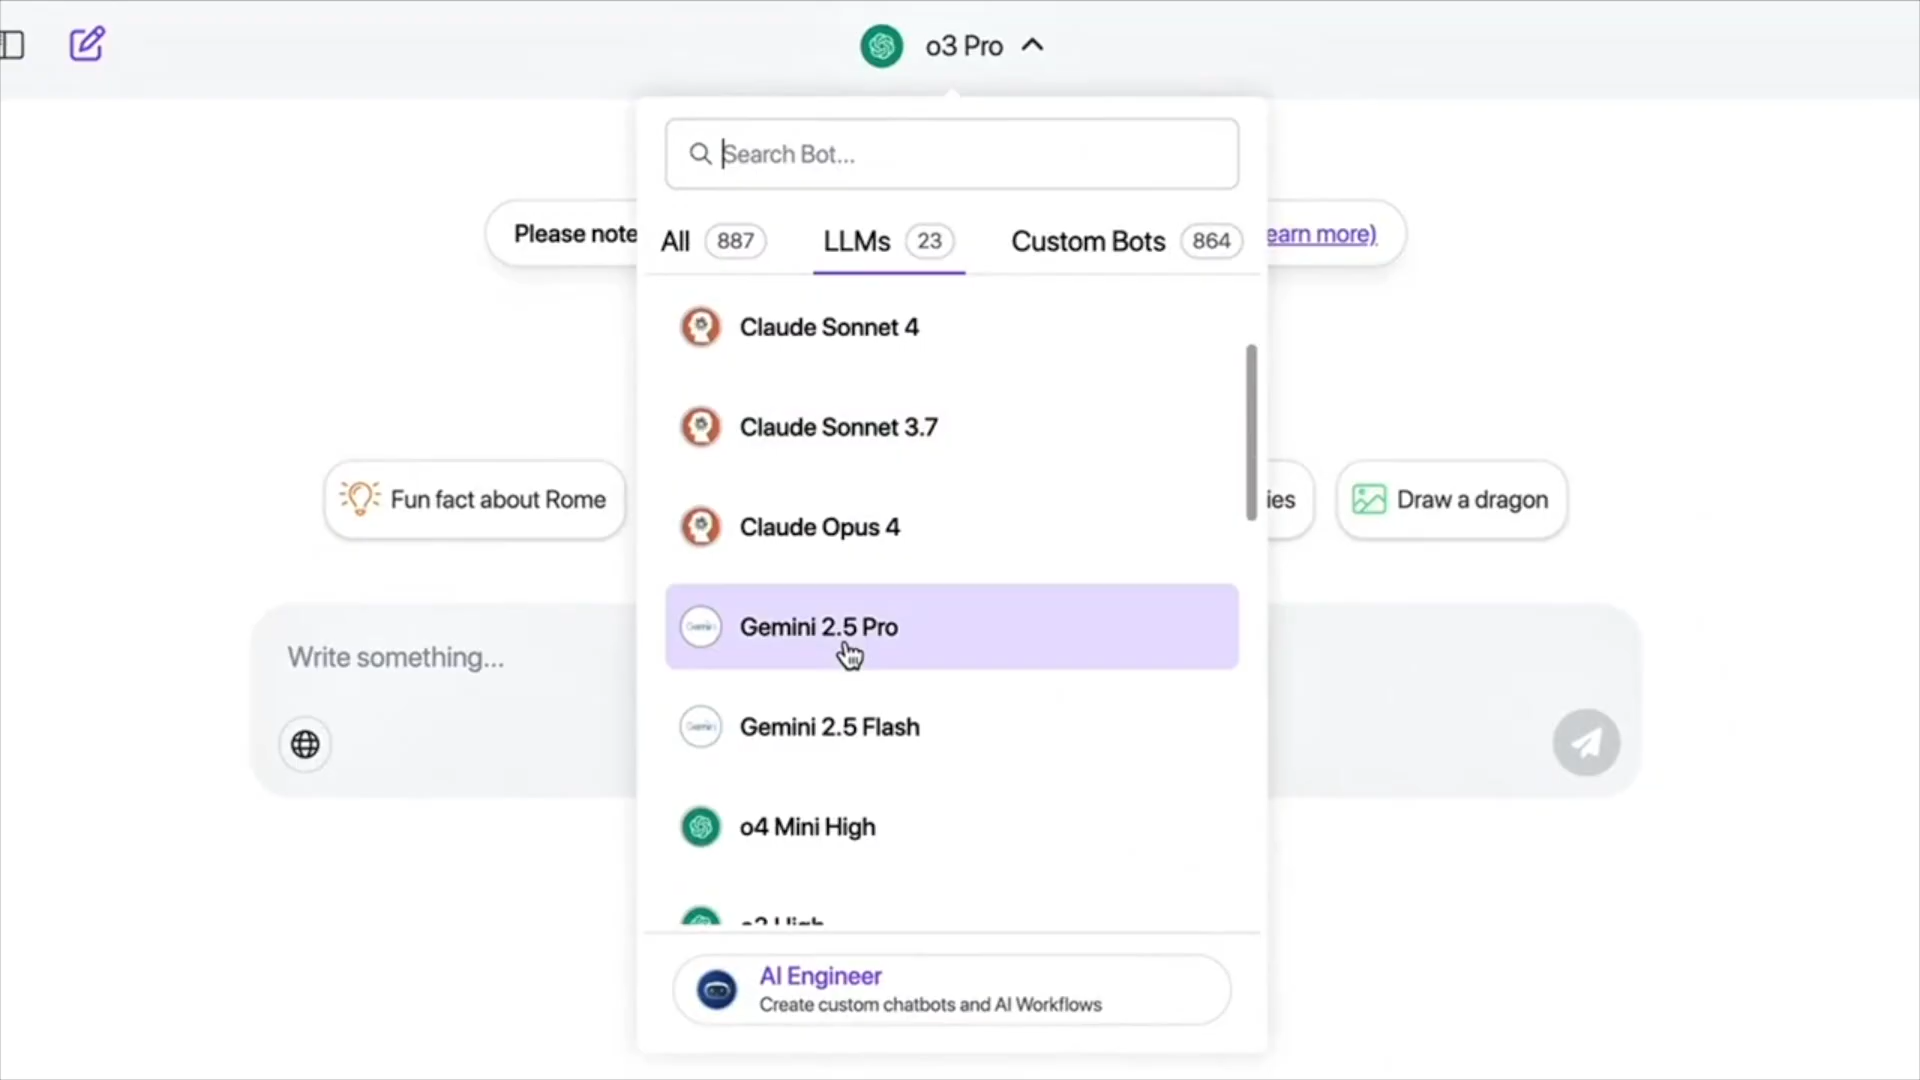 o3 Pro
Search Bot...
Please note
All 887 LLMs 23 Custom Bots 864
earn more)
Claude Sonnet 4
Claude Sonnet 3.7
Fun fact about Rome
ies
Draw a dragon
Claude Opus 4
Gemini 2.5 Pro
Write something...
Gemini 2.5 Flash
o4 Mini High
AI Engineer
Create custom chatbots and AI Workflows